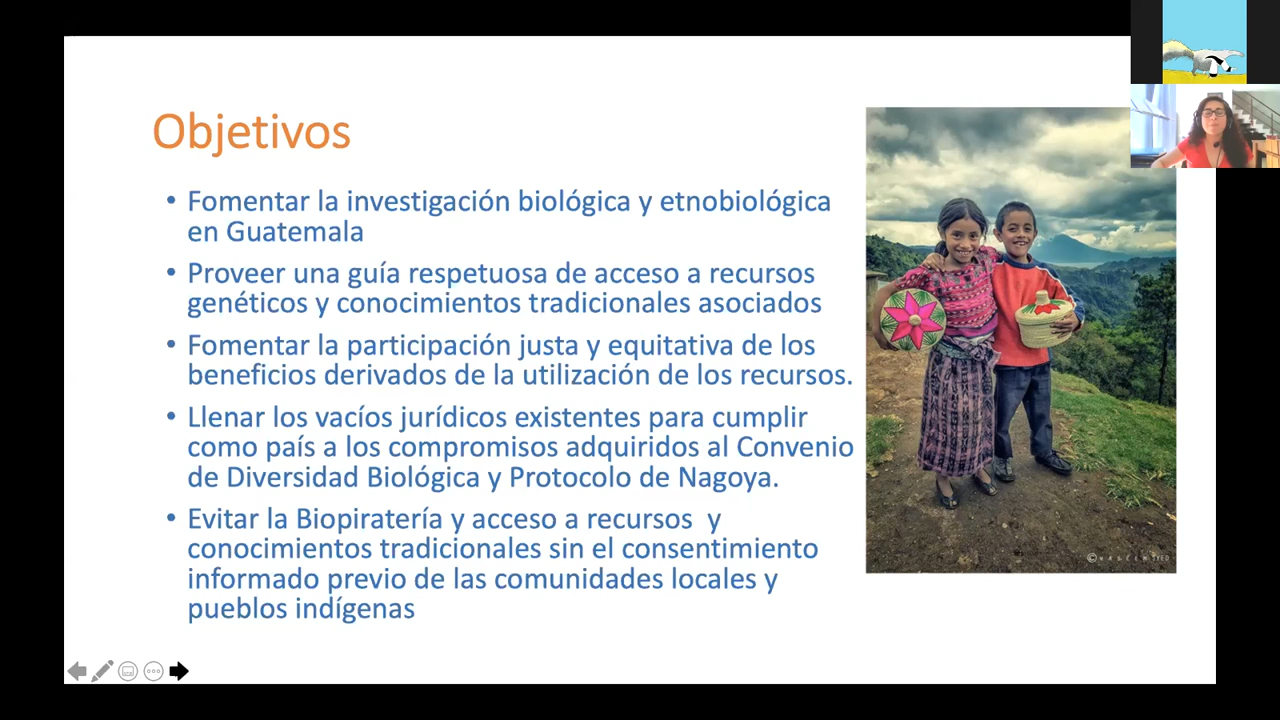 Objetivos
• Fomentar la investigación biológica y etnobiológica
en Guatemala
• Proveer una guía respetuosa de acceso a recursos
genéticos y conocimientos tradicionales asociados
• Fomentar la participación justa y equitativa de los
beneficios derivados de la utilización de los recursos.
• Llenar los vacíos jurídicos existentes para cumplir
como país a los compromisos adquiridos al Convenio
de Diversidad Biológica y Protocolo de Nagoya.
• Evitar la Biopiratería y acceso a recursos  y
conocimientos tradicionales sin el consentimiento
informado previo de las comunidades locales y
pueblos indígenas